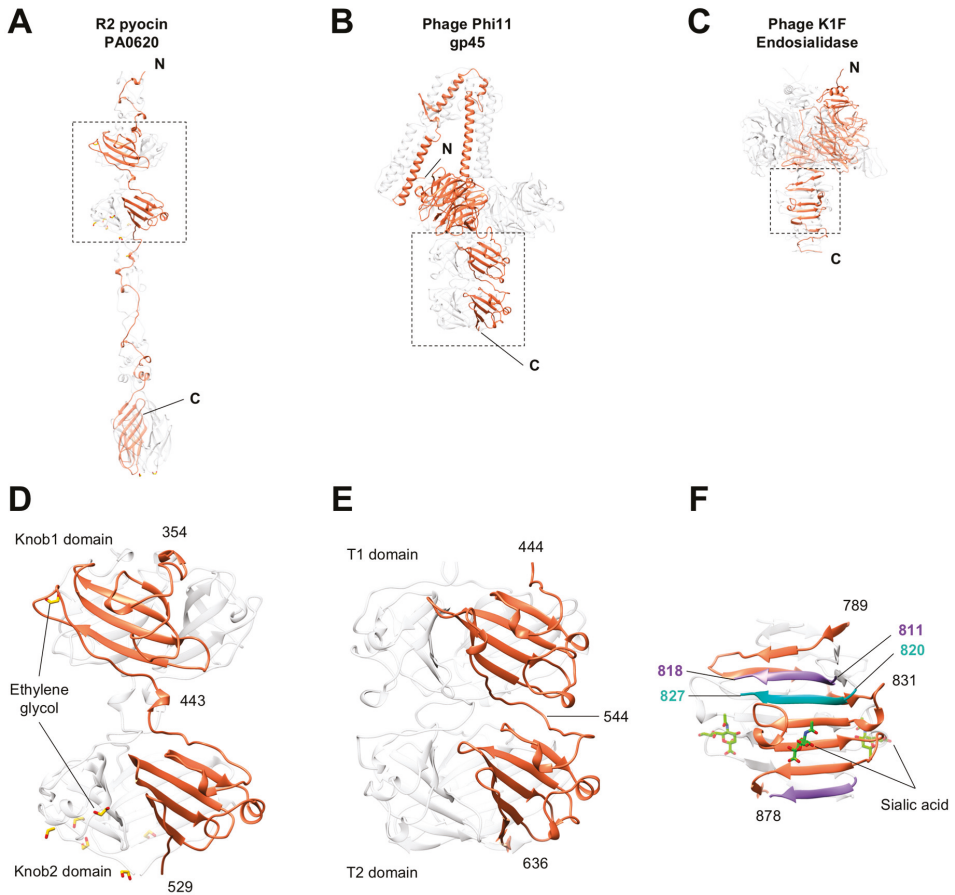 A
R2 pyocin
PA0620
N
C
B
Phage Phi11
gp45
N
C
C
Phage K1F
Endosialidase
N
C
D
Knob1 domain
354
Ethylene
glycol
443
Knob2 domain
529
E
T1 domain
444
544
T2 domain
636
F
789
811
820
818
831
827
Sialic acid
878